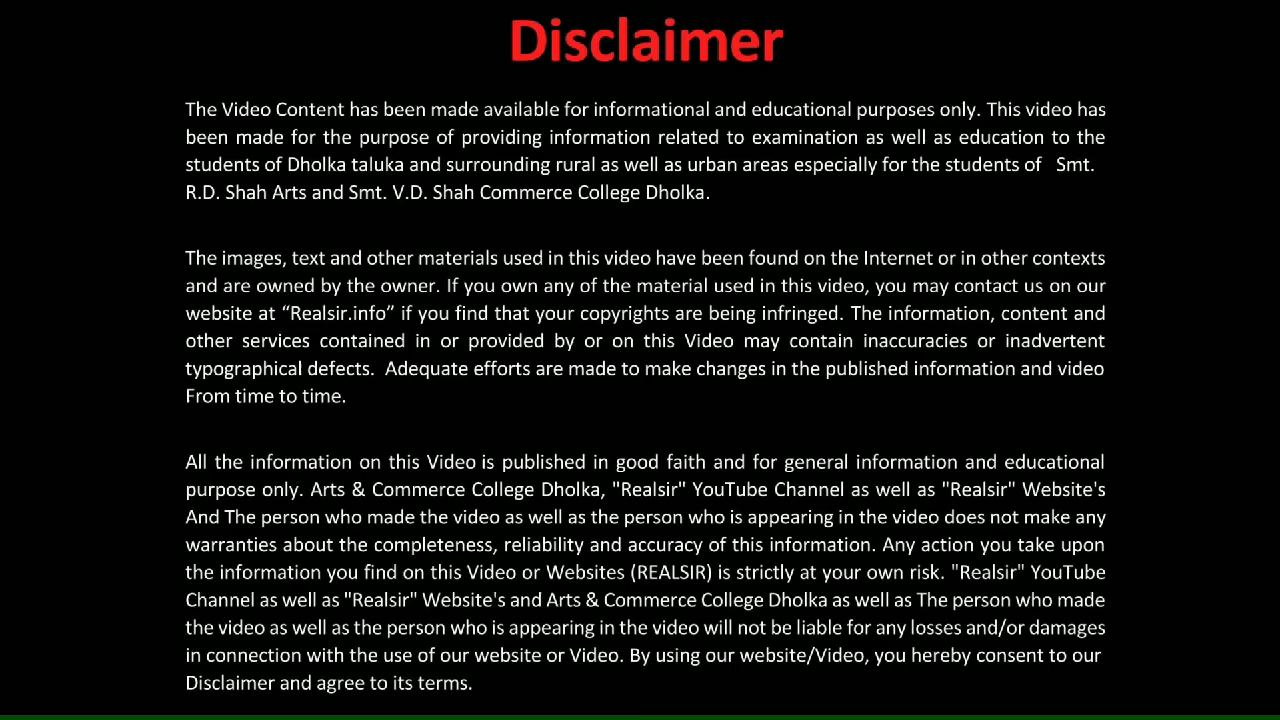 Disclaimer
The Video Content has been made available for informational and educational purposes only. This video has
been made for the purpose of providing information related to examination as well as education to the
students of Dholka taluka and surrounding rural as well as urban areas especially for the students of Smt.
R.D. Shah Arts and Smt. V.D. Shah Commerce College Dholka.
The images, text and other materials used in this video have been found on the Internet or in other contexts
and are owned by the owner. If you own any of the material used in this video, you may contact us on our
website at “Realsir.info” if you find that your copyrights are being infringed. The information, content and
other services contained in or provided by or on this Video may contain inaccuracies or inadvertent
typographical defects. Adequate efforts are made to make changes in the published information and video
From time to time.
All the information on this Video is published in good faith and for general information and educational
purpose only. Arts & Commerce College Dholka, "Realsir" YouTube Channel as well as "Realsir" Website's
And The person who made the video as well as the person who is appearing in the video does not make any
warranties about the completeness, reliability and accuracy of this information. Any action you take upon
the information you find on this Video or Websites (REALSIR) is strictly at your own risk. "Realsir" YouTube
Channel as well as "Realsir" Website's and Arts & Commerce College Dholka as well as The person who made
the video as well as the person who is appearing in the video will not be liable for any losses and/or damages
in connection with the use of our website or Video. By using our website/Video, you hereby consent to our
Disclaimer and agree to its terms.